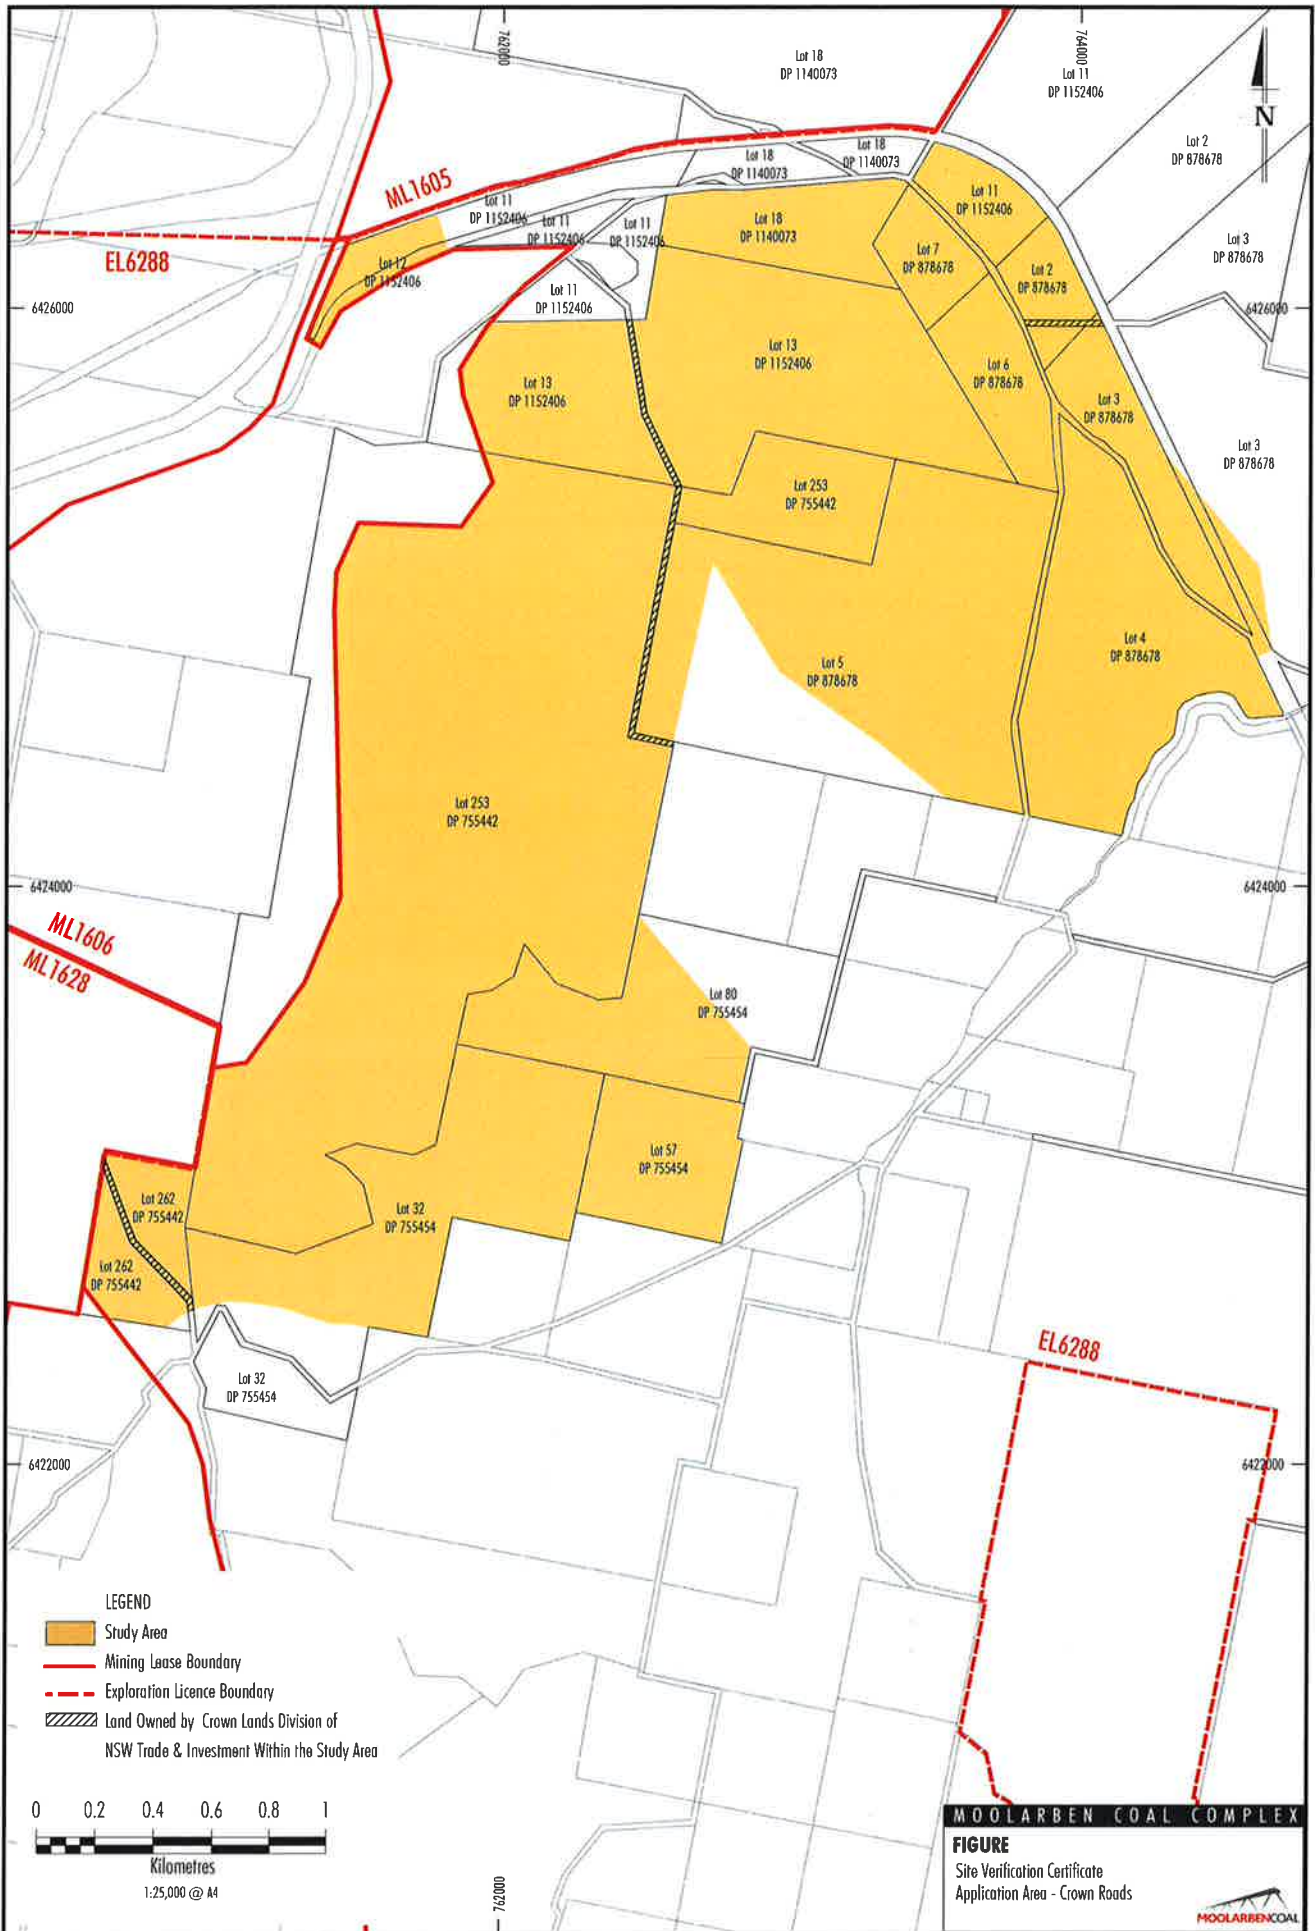 762000
764000
Lot 18
DP 1140073
Lot 11
DP 1152406
N
Lot 2
DP 878678
Lot 18
DP 1140073
Lot 18
DP 1140073
ML1605
Lot 11
DP 1152406
Lot 11
DP 1152406
Lot 11
DP 1152406
Lot 11
DP 1152406
Lot 18
DP 1140073
Lot 7
DP 878678
Lot 3
DP 878678
EL6288
Lot 12
DP 1152406
Lot 2
DP 878678
Lot 11
DP 1152406
6426000
6426000
Lot 13
DP 1152406
Lot 13
DP 1152406
Lot 6
DP 878678
Lot 3
DP 878678
Lot 3
DP 878678
Lot 253
DP 755442
Lot 4
DP 878678
Lot 5
DP 878678
Lot 253
DP 755442
6424000
6424000
ML1606
ML1628
Lot 80
DP 755454
Lot 57
DP 755454
Lot 262
DP 755442
Lot 32
DP 755454
Lot 262
DP 755442
EL6288
Lot 32
DP 755454
6422000
6422000
LEGEND
Study Area
Mining Lease Boundary
Exploration Licence Boundary
Land Owned by Crown Lands Division of
NSW Trade & Investment Within the Study Area
0 0.2 0.4 0.6 0.8 1
Kilometres
1:25,000 @ A4
762000
MOOLARBEN COAL COMPLEX
FIGURE
Site Verification Certificate
Application Area - Crown Roads
MOOLARBENCOAL